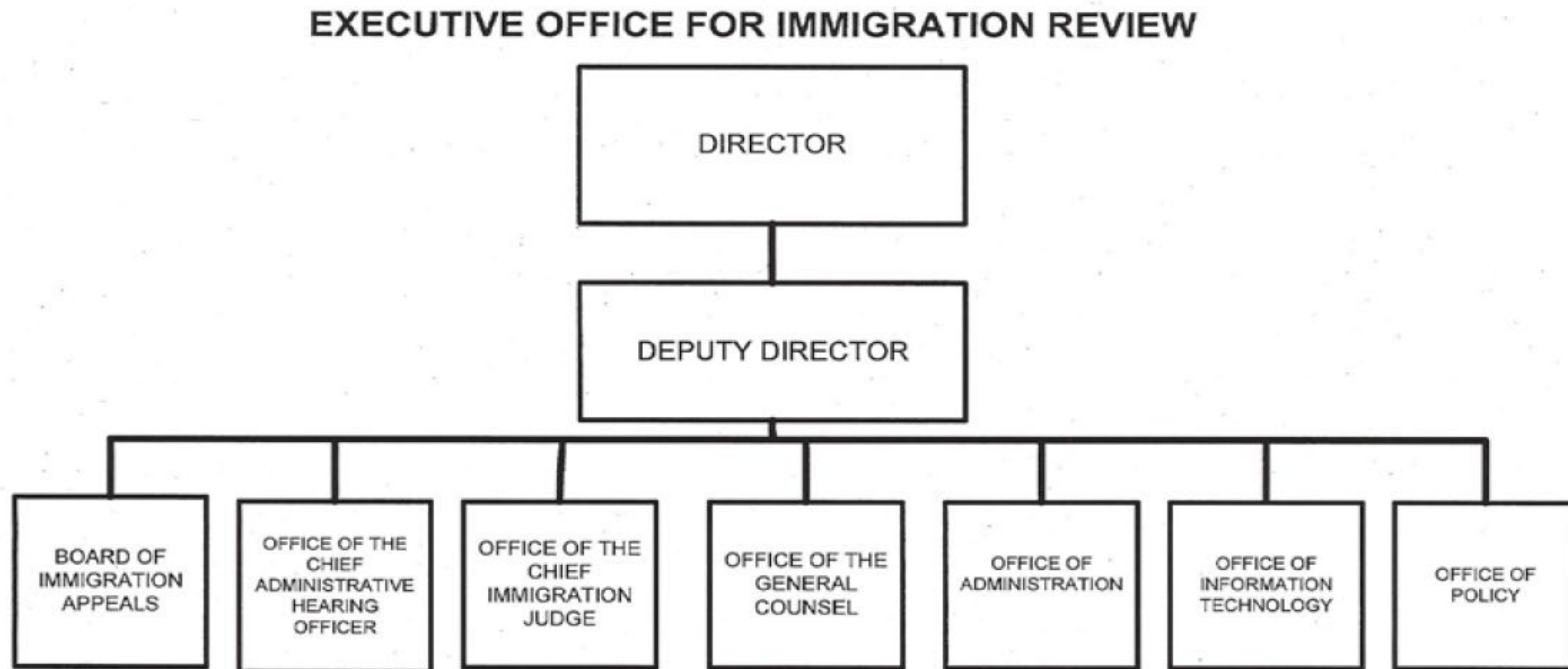 EXECUTIVE OFFICE FOR IMMIGRATION REVIEW
DIRECTOR
DEPUTY DIRECTOR
BOARD OF
IMMIGRATION
APPEALS
OFFICE OF THE
CHIEF
ADMINISTRATIVE
HEARING
OFFICER
OFFICE OF THE
CHIEF
IMMIGRATION
JUDGE
OFFICE OF THE
GENERAL
COUNSEL
OFFICE OF
ADMINISTRATION
OFFICE OF
INFORMATION
TECHNOLOGY
OFFICE OF
POLICY